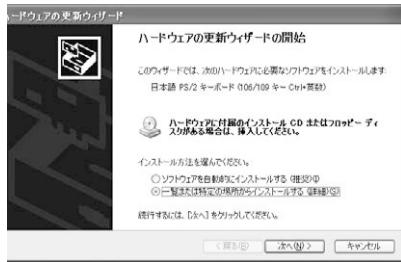 ハードウェアの更新ウィザード
ハードウェアの更新ウィザードの開始
このウィザードでは、次のハードウェアに必要なソフトウェアをインストールします:
日本語 PS/2 キーボード (106/109 キー Ctrl+英数)
ハードウェアに付属のインストール CD またはフロッピー ディ
スクがある場合は、挿入してください。
インストール方法を選んでください。
ソフトウェアを自動的にインストールする (推奨)(I)
一覧または特定の場所からインストールする (詳細)(S)
続行するには、[次へ] をクリックしてください。
< 戻る(B) 次へ(N) > キャンセル